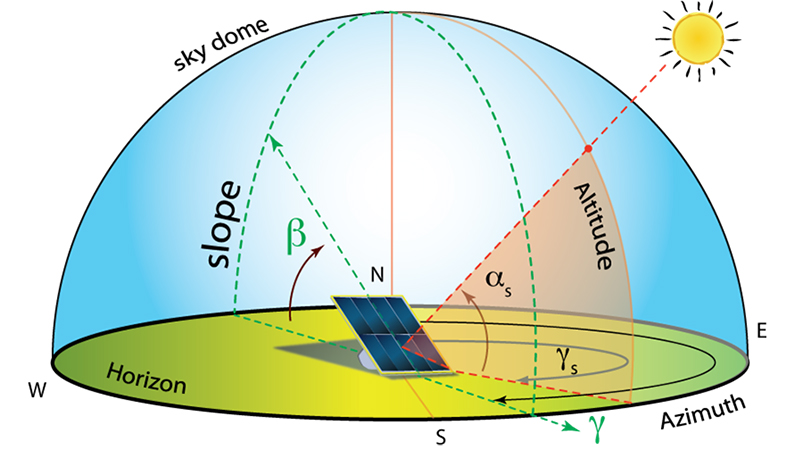 sky dome
slope
β
N
Altitude
αs
γs
E
W
Horizon
Azimuth
γ
S